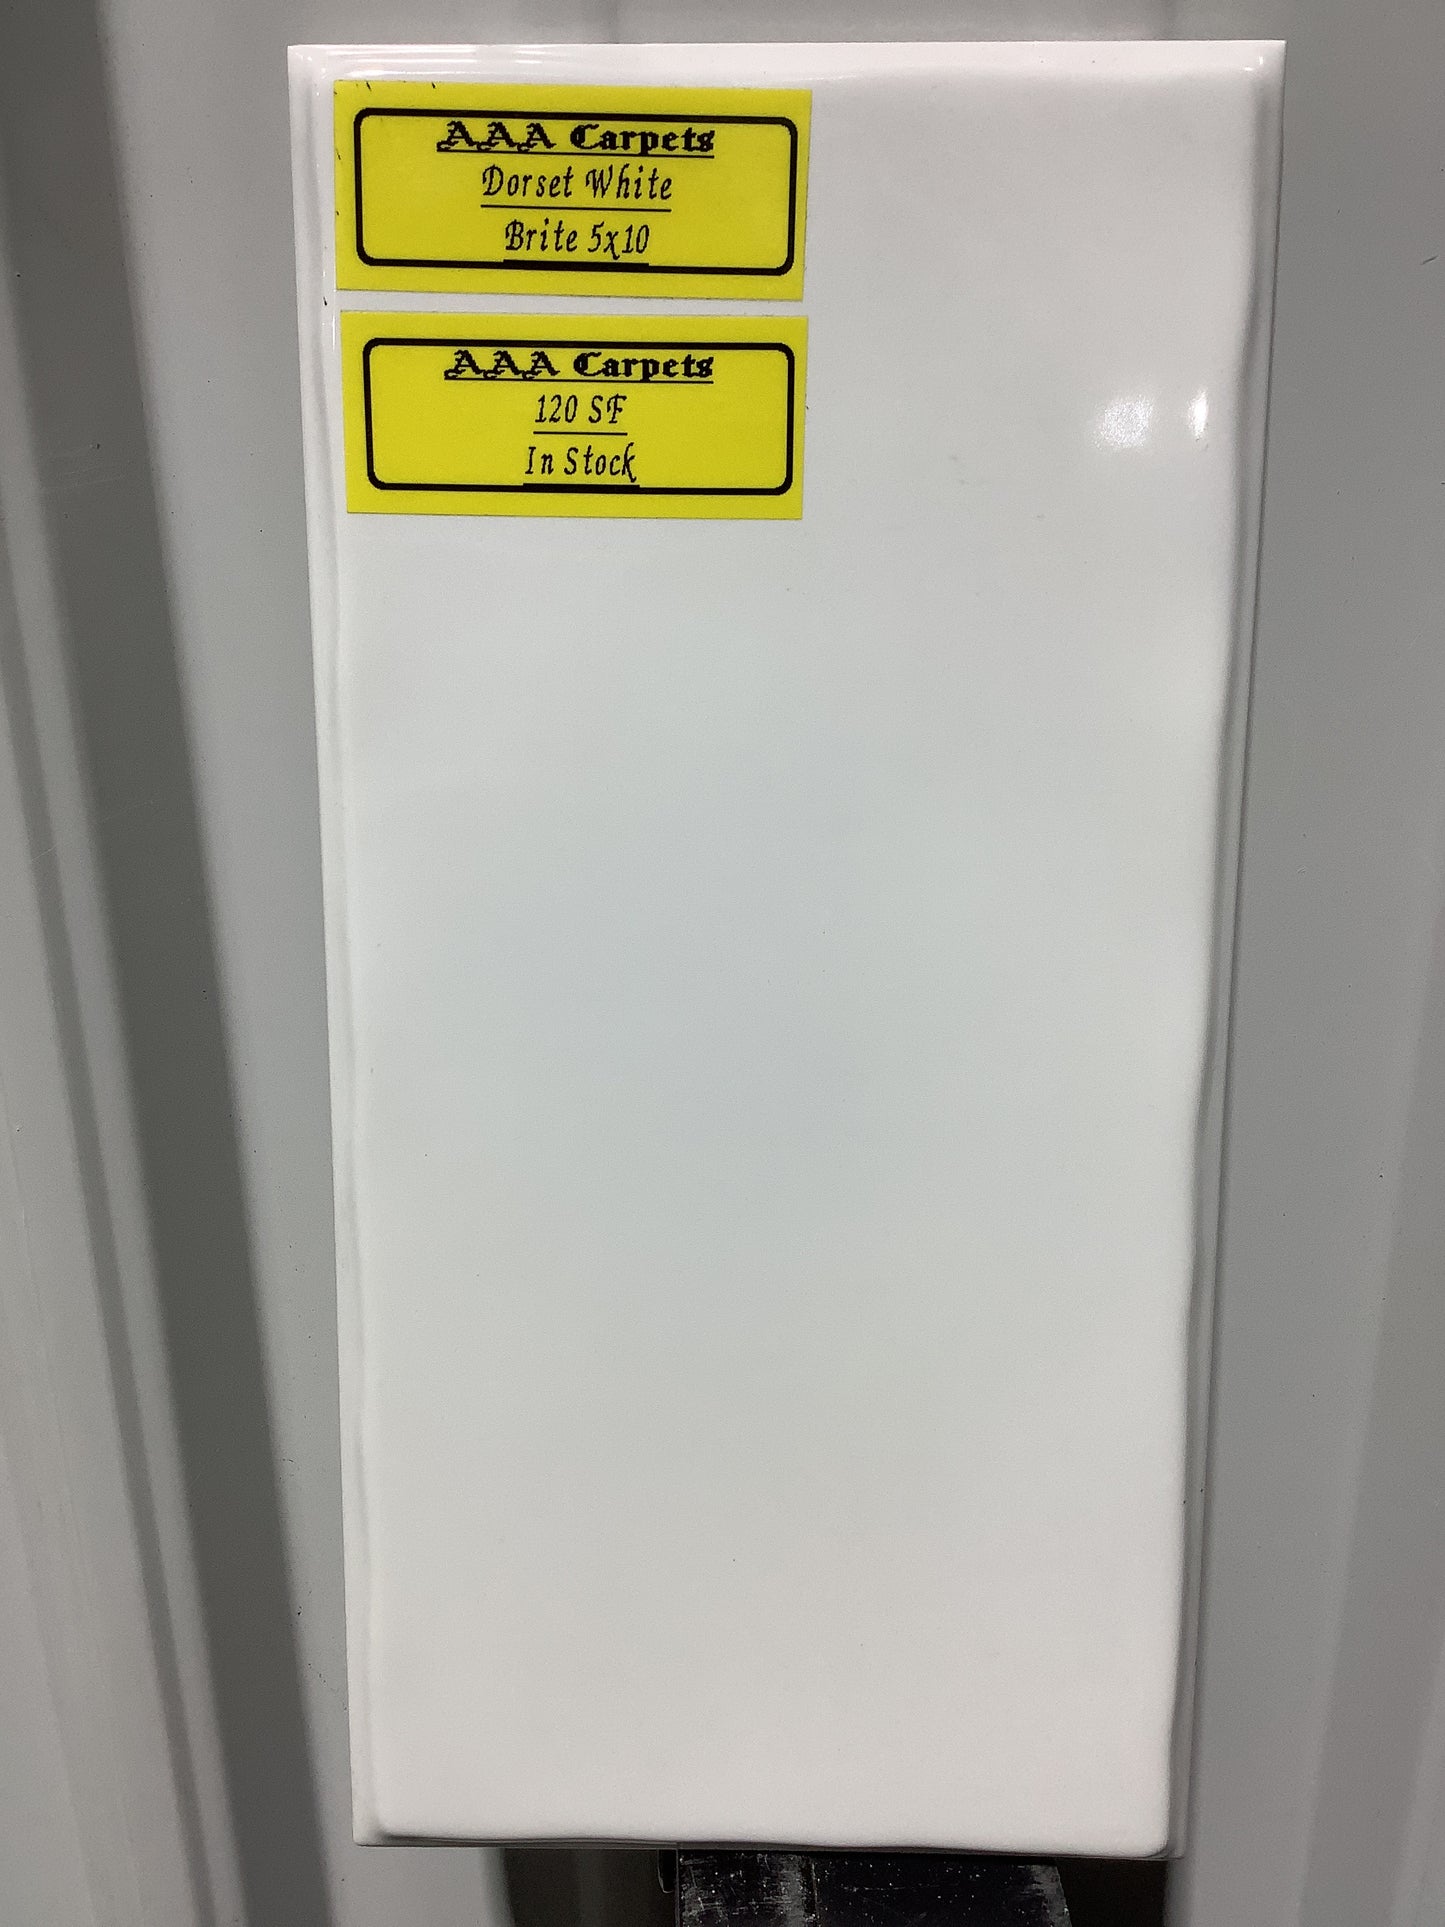 AAA Carpets
Dorset White
Brite 5x10
AAA Carpets
120 SF
In Stock